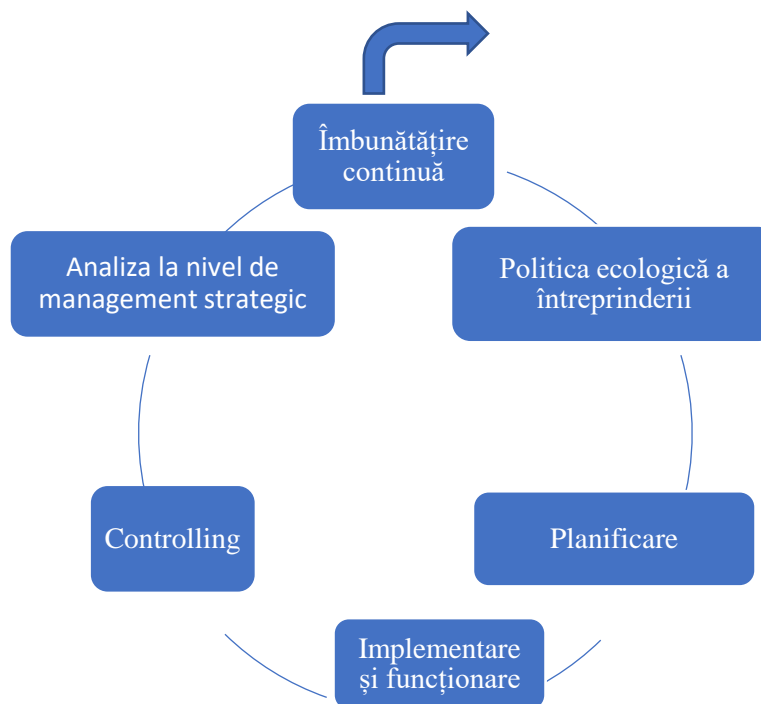 Îmbunătățire
continuă
Politica ecologică a
întreprinderii
Planificare
Implementare
și funcționare
Controlling
Analiza la nivel de
management strategic